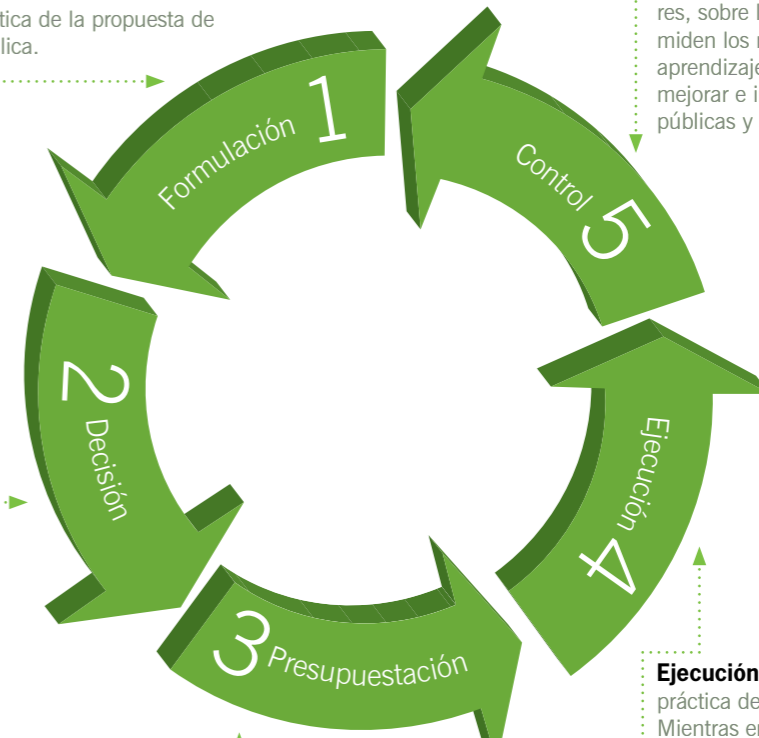 tica de la propuesta de
lica.
res, sobre l
miden los r
aprendizaje
mejorar e i
públicas y
Formulación 1
2 Decisión
3 Presupuestación
Ejecución 4
Control 5
Ejecución
práctica de
Mientras en